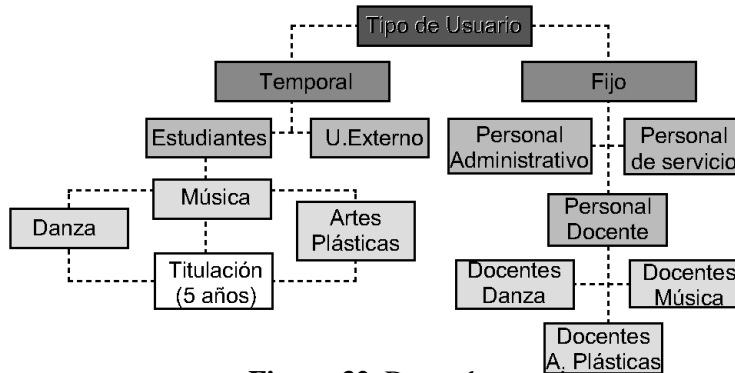 Tipo de Usuario
Temporal
Fijo
Estudiantes
U.Externo
Personal
Administrativo
Personal
de servicio
Música
Danza
Artes
Plásticas
Personal
Docente
Titulación
(5 años)
Docentes
Danza
Docentes
Música
Docentes
A. Plásticas